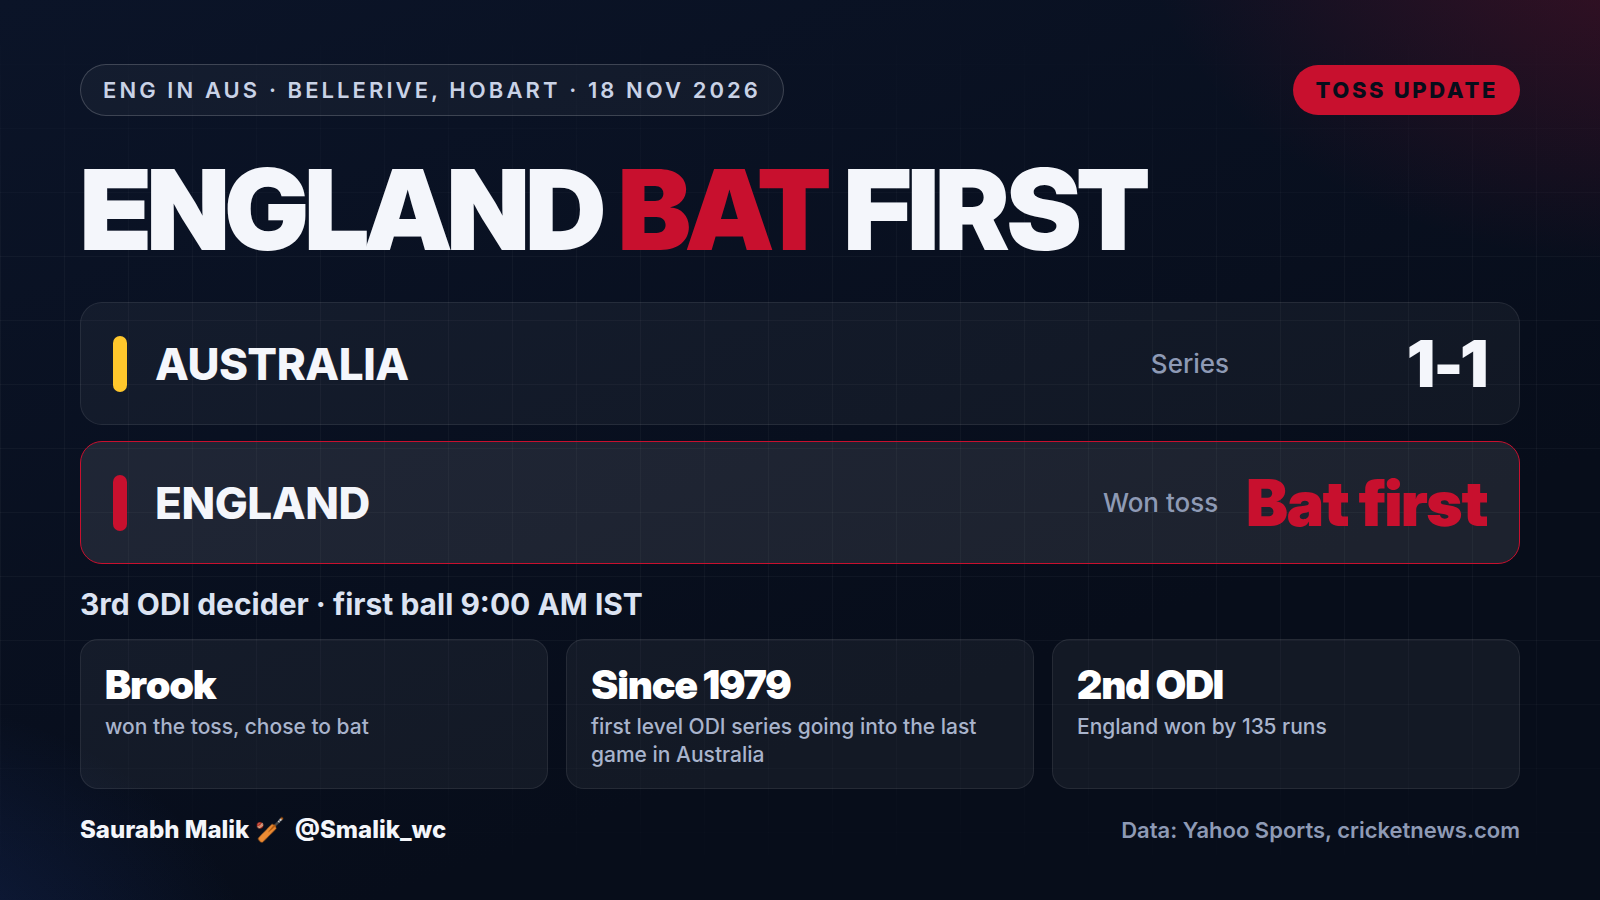 ENG IN AUS · BELLERIVE, HOBART · 18 NOV 2026
TOSS UPDATE
ENGLAND BAT FIRST
AUSTRALIA
Series
1-1
ENGLAND
Won toss
Bat first
3rd ODI decider · first ball 9:00 AM IST
Brook
won the toss, chose to bat
Since 1979
first level ODI series going into the last
game in Australia
2nd ODI
England won by 135 runs
Saurabh Malik 🏏 @Smalik_wc
Data: Yahoo Sports, cricketnews.com